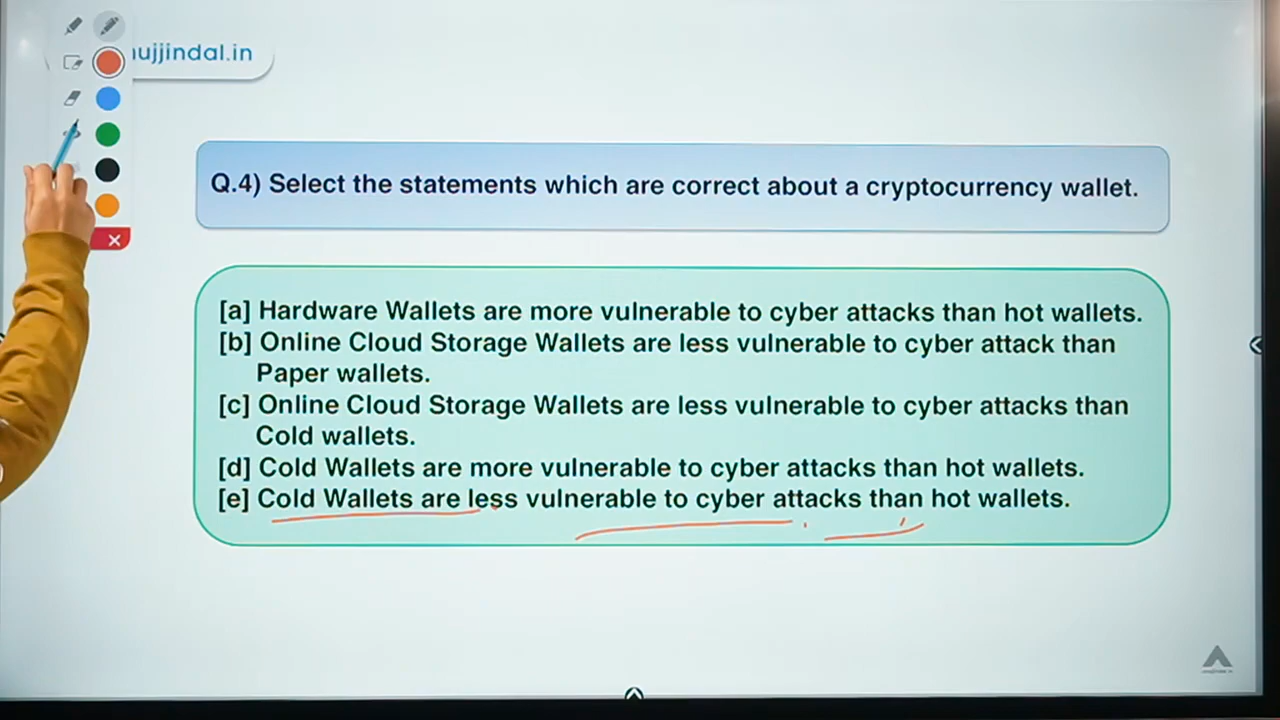 ujjindal.in
Q.4) Select the statements which are correct about a cryptocurrency wallet.
[a] Hardware Wallets are more vulnerable to cyber attacks than hot wallets.
[b] Online Cloud Storage Wallets are less vulnerable to cyber attack than
Paper wallets.
[c] Online Cloud Storage Wallets are less vulnerable to cyber attacks than
Cold wallets.
[d] Cold Wallets are more vulnerable to cyber attacks than hot wallets.
[e] Cold Wallets are less vulnerable to cyber attacks than hot wallets.